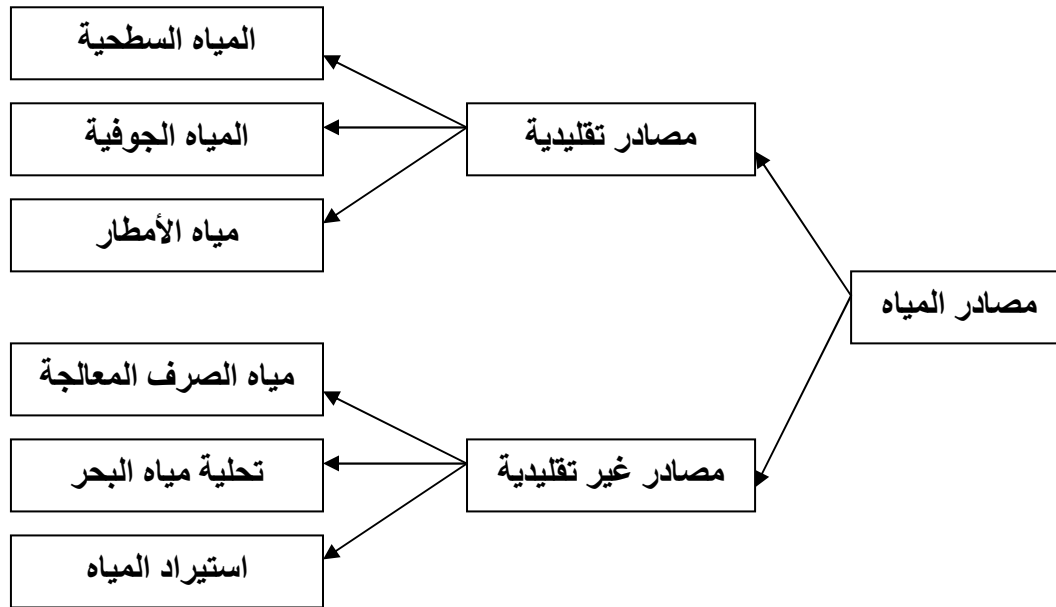 مصادر المياه
مصادر تقليدية
المياه السطحية
المياه الجوفية
مياه الأمطار
مصادر غير تقليدية
مياه الصرف المعالجة
تحلية مياه البحر
استيراد المياه